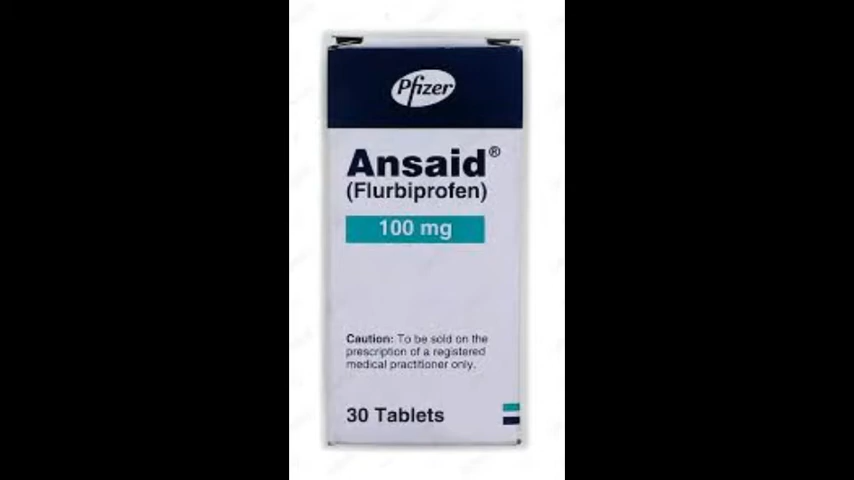 Pfizer
Ansaid®
(Flurbiprofen)
100 mg
Caution: To be sold on the
prescription of a registered
medical practitioner only.
30 Tablets